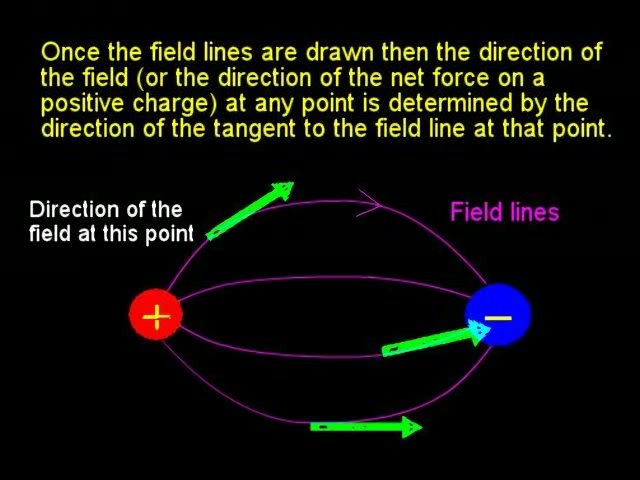 Once the field lines are drawn then the direction of
the field (or the direction of the net force on a
positive charge) at any point is determined by the
direction of the tangent to the field line at that point.
Direction of the
field at this point
Field lines
+
−